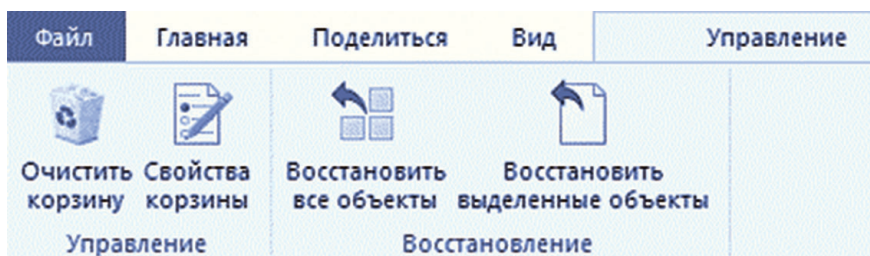 Файл Главная Поделиться Вид Управление
Очистить Свойства Восстановить Восстановить
корзину корзины все объекты выделенные объекты
Управление Восстановление